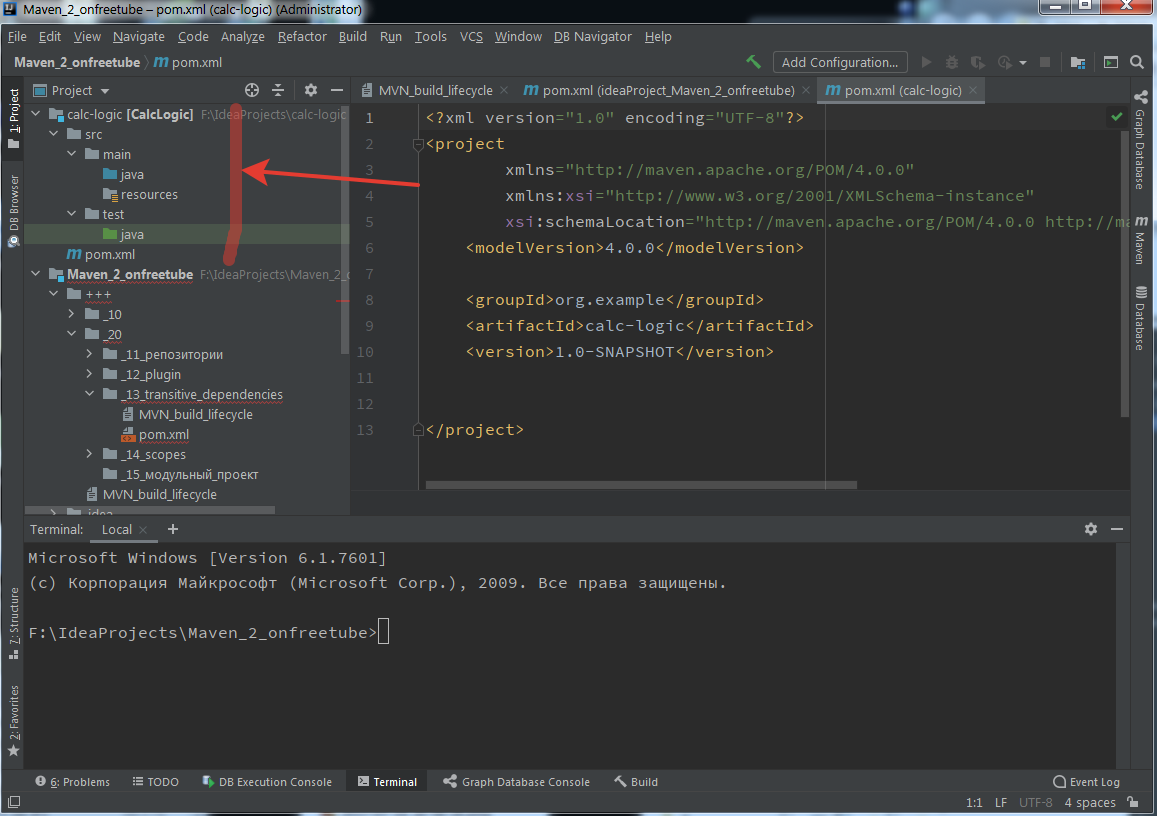 Maven_2_onfreetube – pom.xml (calc-logic) (Administrator)
File Edit View Navigate Code Analyze Refactor Build Run Tools VCS Window DB Navigator Help
Maven_2_onfreetube pom.xml
Add Configuration...
1: Project
DB Browser
7: Structure
2: Favorites
Project
calc-logic [CalcLogic] F:\IdeaProjects\calc-logic
src
main
java
resources
test
java
pom.xml
Maven_2_onfreetube F:\IdeaProjects\Maven_2_
+++
_10
_20
_11_репозитории
_12_plugin
_13_transitive_dependencies
MVN_build_lifecycle
pom.xml
_14_scopes
_15_модульный_проект
MVN_build_lifecycle
.idea
MVN_build_lifecycle
pom.xml (ideaProject_Maven_2_onfreetube)
pom.xml (calc-logic)
1 <?xml version="1.0" encoding="UTF-8"?>
2 <project
3 xmlns="http://maven.apache.org/POM/4.0.0"
4 xmlns:xsi="http://www.w3.org/2001/XMLSchema-instance"
5 xsi:schemaLocation="http://maven.apache.org/POM/4.0.0 http://ma
6 <modelVersion>4.0.0</modelVersion>
7
8 <groupId>org.example</groupId>
9 <artifactId>calc-logic</artifactId>
10 <version>1.0-SNAPSHOT</version>
11
12
13 </project>
Graph Database
Maven
Database
Terminal: Local
Microsoft Windows [Version 6.1.7601]
(c) Корпорация Майкрософт (Microsoft Corp.), 2009. Все права защищены.
F:\IdeaProjects\Maven_2_onfreetube>
6: Problems TODO DB Execution Console Terminal Graph Database Console Build Event Log
1:1 LF UTF-8 4 spaces